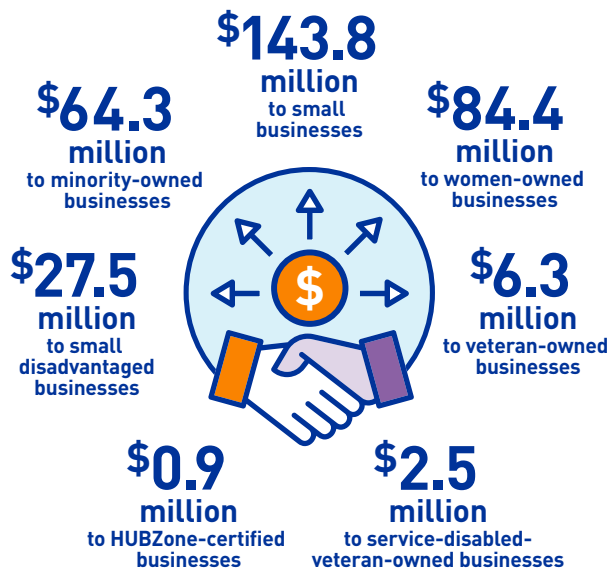 $143.8
million
to small
businesses
$64.3
million
to minority-owned
businesses
$84.4
million
to women-owned
businesses
$27.5
million
to small
disadvantaged
businesses
$
$6.3
million
to veteran-owned
businesses
$0.9
million
to HUBZone-certified
businesses
$2.5
million
to service-disabled-
veteran-owned businesses